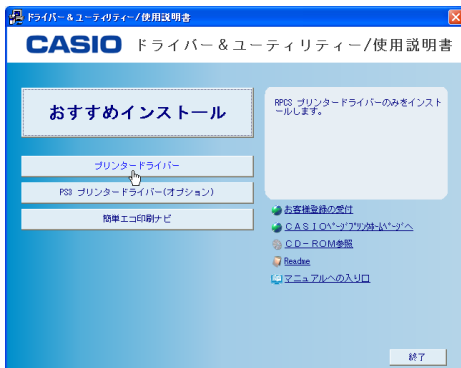 ドライバー & ユーティリティー/使用説明書
CASIO ドライバー&ユーティリティー/使用説明書
おすすめインストール
RPCS プリンタードライバーのみをインスト
ールします。
プリンタードライバー
PS3 プリンタードライバー(オプション)
簡単エコ印刷ナビ
お客様登録の受付
CASIOページプリンタホームページへ
CD-ROM参照
Readme
マニュアルへの入り口
終了